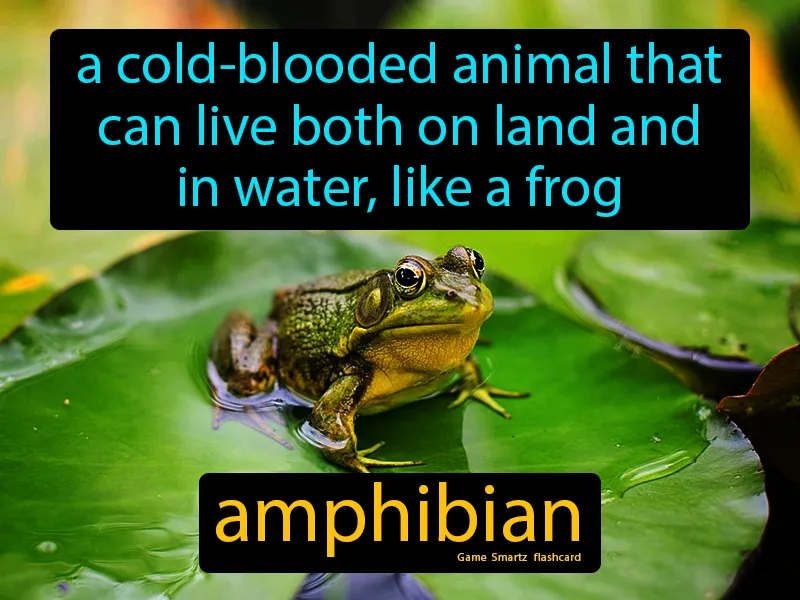 a cold-blooded animal that
can live both on land and
in water, like a frog
amphibian
Game Smartz flashcard